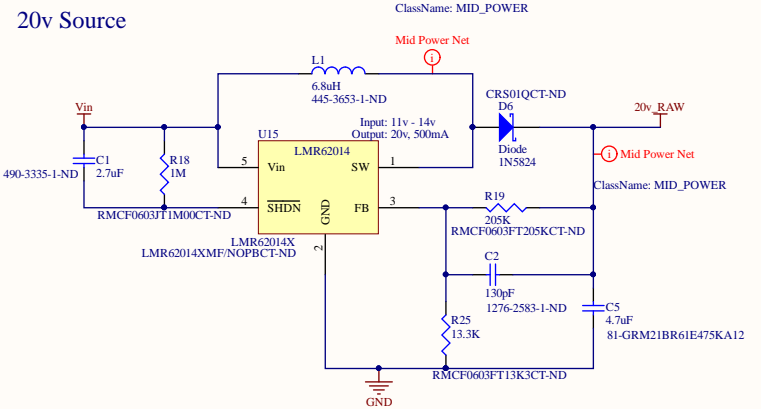 ClassName: MID_POWER
20v Source
Mid Power Net
i
L1
6.8uH
445-3653-1-ND
CRS01QCT-ND
D6
Vin
Input: 11v - 14v
Output: 20v, 500mA
20v_RAW
U15
LMR62014
Diode
1N5824
i Mid Power Net
C1
2.7uF
490-3335-1-ND
R18
1M
5
Vin
SW
1
ClassName: MID_POWER
4
SHDN
GND
FB
3
R19
205K
RMCF0603FT205KCT-ND
RMCF0603JT1M00CT-ND
LMR62014X
LMR62014XMF/NOPBCT-ND
2
C2
130pF
1276-2583-1-ND
C5
4.7uF
81-GRM21BR61E475KA12
R25
13.3K
RMCF0603FT13K3CT-ND
GND